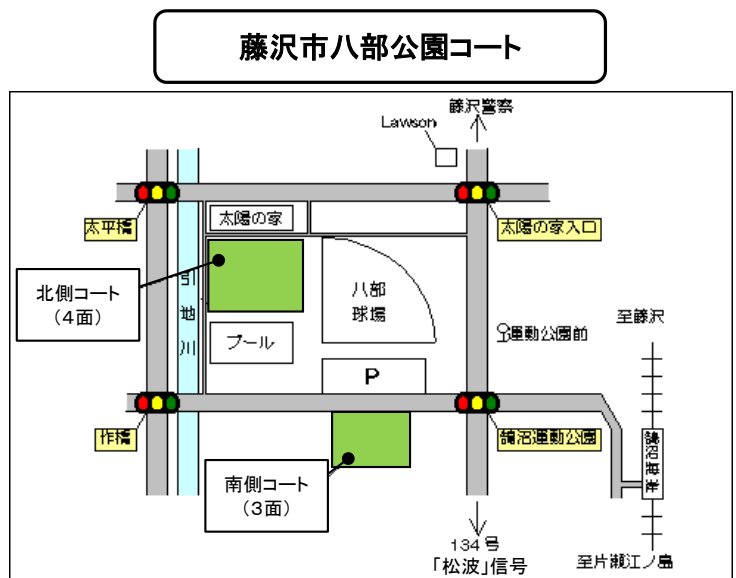 藤沢市八部公園コート
藤沢警察
Lawson
太陽の家
太平橋
太陽の家入口
北側コート
（4面）
引地川
八部
球場
至藤沢
プール
運動公園前
P
作橋
鵠沼運動公園
鵠沼海岸
南側コート
（3面）
134号
「松波」信号
至片瀬江ノ島